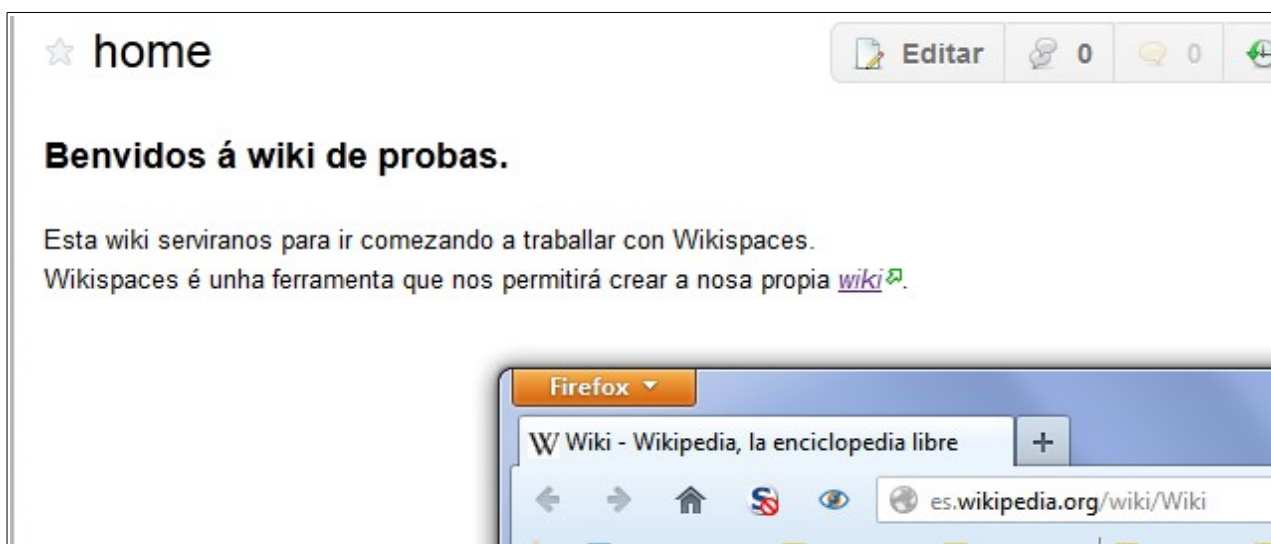 home
Editar 0 0
Benvidos á wiki de probas.
Esta wiki serviranos para ir comezando a traballar con Wikispaces.
Wikispaces é unha ferramenta que nos permitirá crear a nosa propia wiki.
Firefox
W Wiki - Wikipedia, la enciclopedia libre
es.wikipedia.org/wiki/Wiki